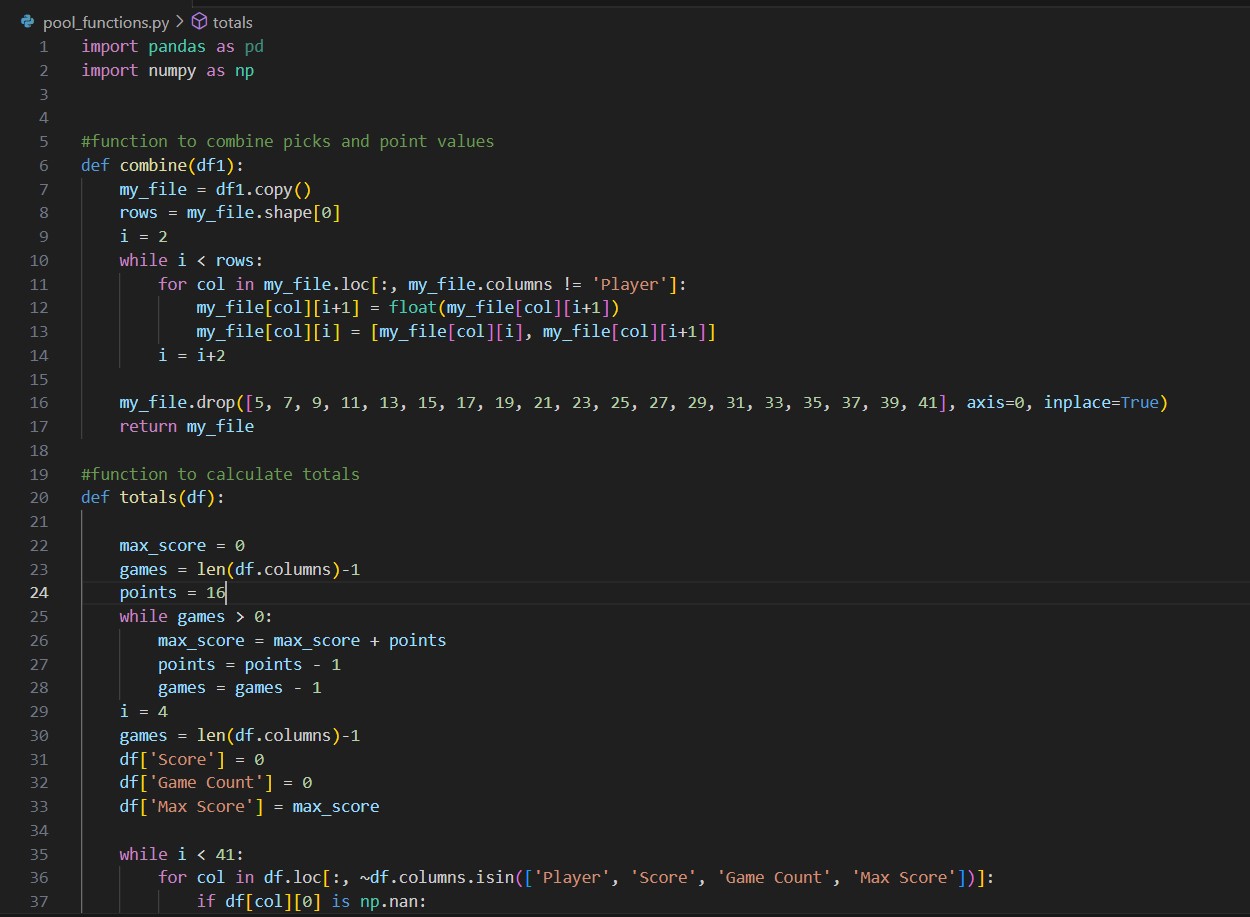 pool_functions.py > totals
1 import pandas as pd
2 import numpy as np
3
4
5 #function to combine picks and point values
6 def combine(df1):
7     my_file = df1.copy()
8     rows = my_file.shape[0]
9     i = 2
10     while i < rows:
11         for col in my_file.loc[:, my_file.columns != 'Player']:
12             my_file[col][i+1] = float(my_file[col][i+1])
13             my_file[col][i] = [my_file[col][i], my_file[col][i+1]]
14         i = i+2
15
16     my_file.drop([5, 7, 9, 11, 13, 15, 17, 19, 21, 23, 25, 27, 29, 31, 33, 35, 37, 39, 41], axis=0, inplace=True)
17     return my_file
18
19 #function to calculate totals
20 def totals(df):
21
22     max_score = 0
23     games = len(df.columns)-1
24     points = 16
25     while games > 0:
26         max_score = max_score + points
27         points = points - 1
28         games = games - 1
29     i = 4
30     games = len(df.columns)-1
31     df['Score'] = 0
32     df['Game Count'] = 0
33     df['Max Score'] = max_score
34
35     while i < 41:
36         for col in df.loc[:, ~df.columns.isin(['Player', 'Score', 'Game Count', 'Max Score'])]:
37             if df[col][0] is np.nan: